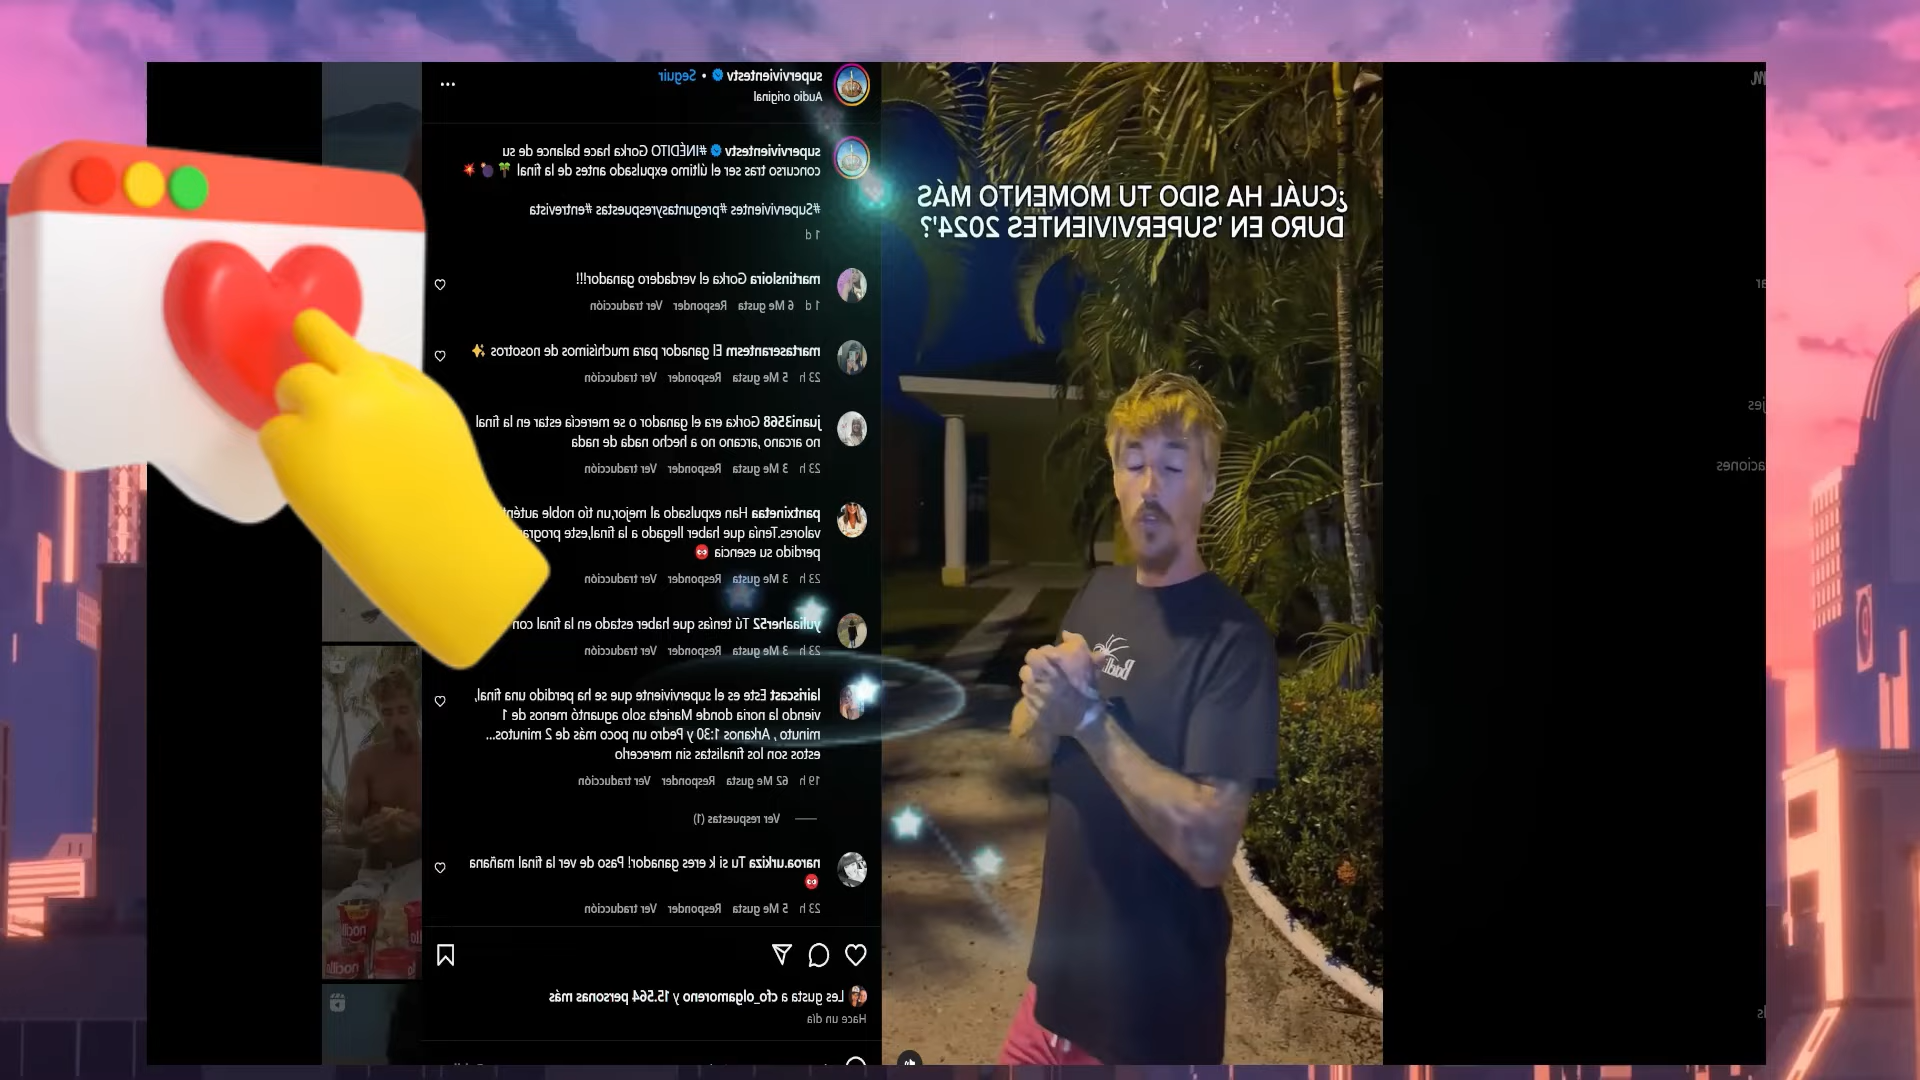 supervivientestv • Seguir
Audio original
supervivientestv #INÉDITO Gorka hace balance de su
concurso tras ser el último expulsado antes de la final
#Supervivientes #preguntasyrespuestas #entrevista
1 d
martinsloira Gorka el verdadero ganador!!!
1 d 6 Me gusta Responder Ver traducción
martaserantesm El ganador para muchísimos de nosotros
23 h 5 Me gusta Responder Ver traducción
juani3568 Gorka era el ganador o se merecía estar en la final
no arcano ,arcano no a hecho nada de nada
23 h 3 Me gusta Responder Ver traducción
pantxinetaa Han expulsado al mejor,un tío noble
valores.Tenía que haber llegado a la final,este
perdido su esencia
23 h 3 Me gusta Responder Ver traducción
yuliaaher52 Tú tenías que haber estado en la final
23 h 3 Me gusta Responder Ver traducción
lairiscast Este es el superviviente que se ha perdido una final,
viendo la noria donde Marieta solo aguantó menos de 1
minuto , Arkanos 1:30 y Pedro un poco más de 2 minutos...
estos son los finalistas sin merecerlo
19 h 62 Me gusta Responder Ver traducción
Ver respuestas (1)
naroa.urkiza Tu si k eres ganador! Paso de ver la final mañana
23 h 5 Me gusta Responder Ver traducción
Les gusta a cfo_olgamoreno y 15.564 personas más
Hace un día
¿CUÁL HA SIDO TU MOMENTO MÁS
DURO EN 'SUPERVIVIENTES 2024'?
nocilla
nocilla